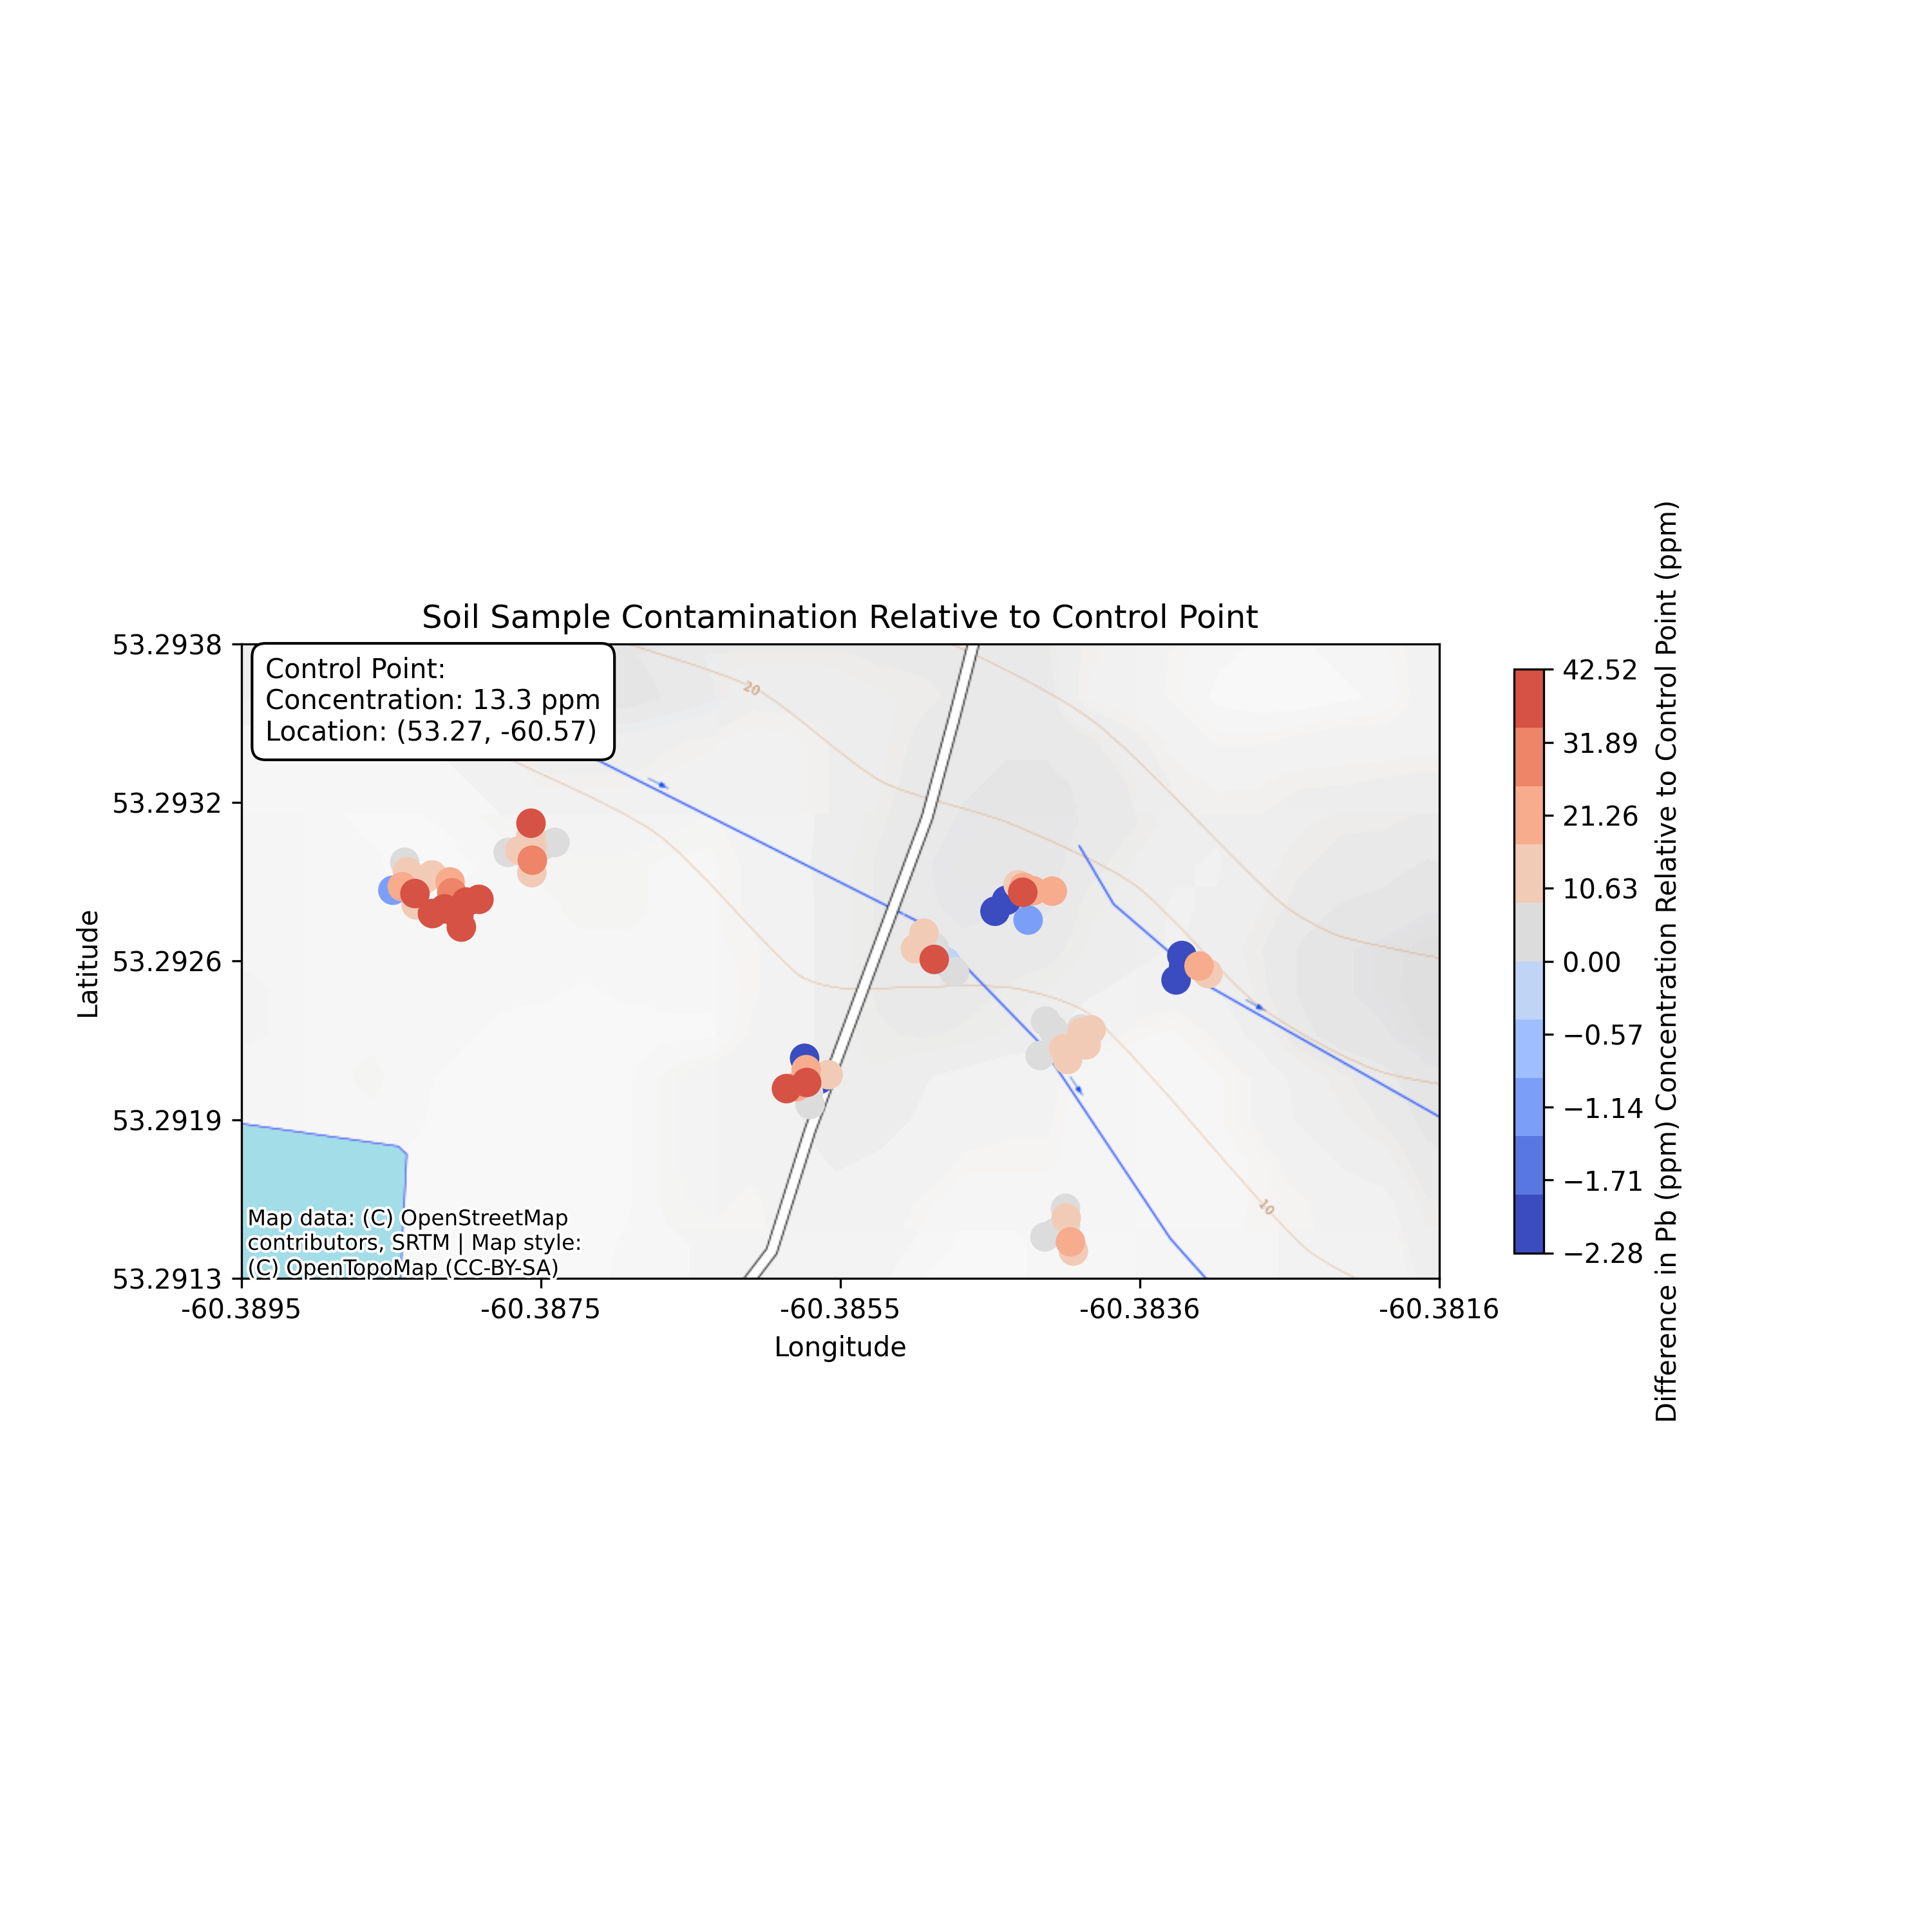 Soil Sample Contamination Relative to Control Point
53.2938
53.2932
53.2926
53.2919
53.2913
Latitude
Control Point:
Concentration: 13.3 ppm
Location: (53.27, -60.57)
20
10
Map data: (C) OpenStreetMap
contributors, SRTM | Map style:
(C) OpenTopoMap (CC-BY-SA)
-60.3895
-60.3875
-60.3855
-60.3836
-60.3816
Longitude
42.52
31.89
21.26
10.63
0.00
−0.57
−1.14
−1.71
−2.28
Difference in Pb (ppm) Concentration Relative to Control Point (ppm)